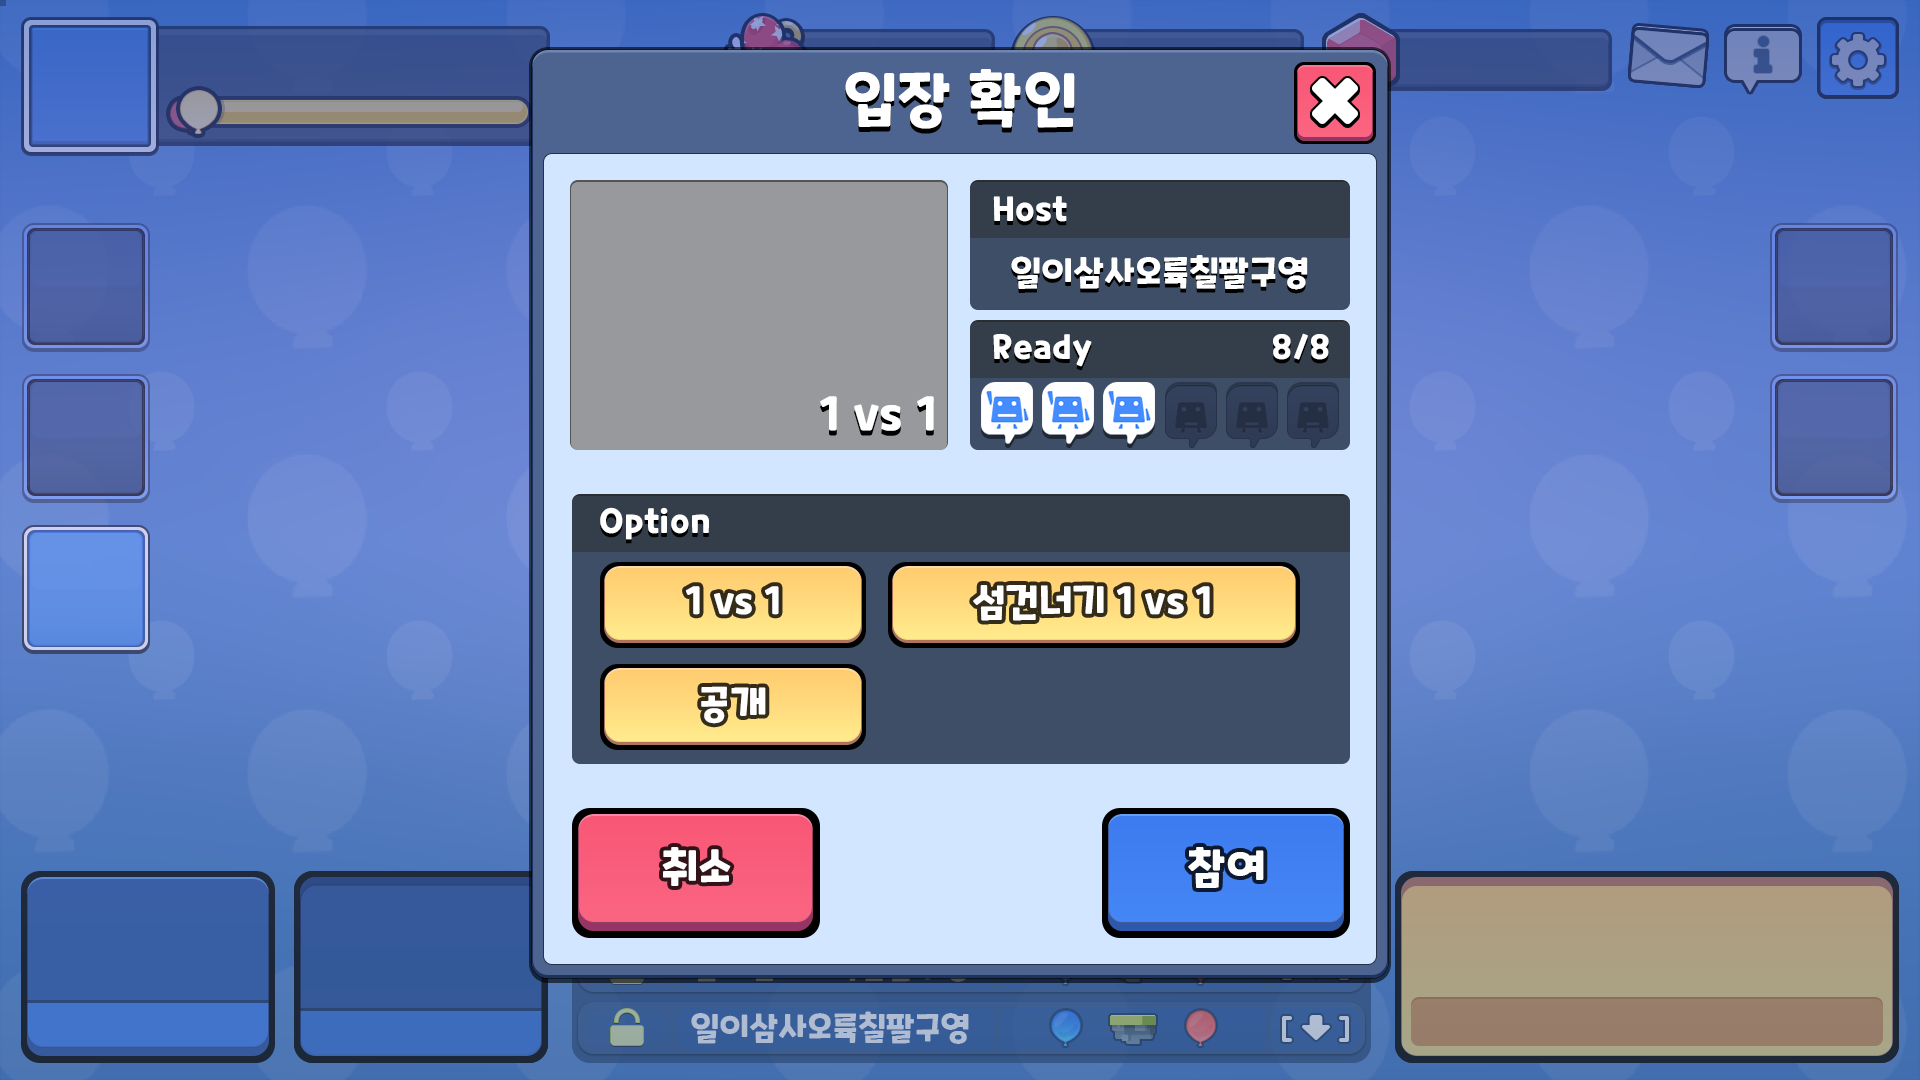 입장 확인
1 vs 1
Host
일이삼사오륙칠팔구영
Ready 8/8
Option
1 vs 1
섬건너기 1 vs 1
공개
취소
참여
일이삼사오륙칠팔구영